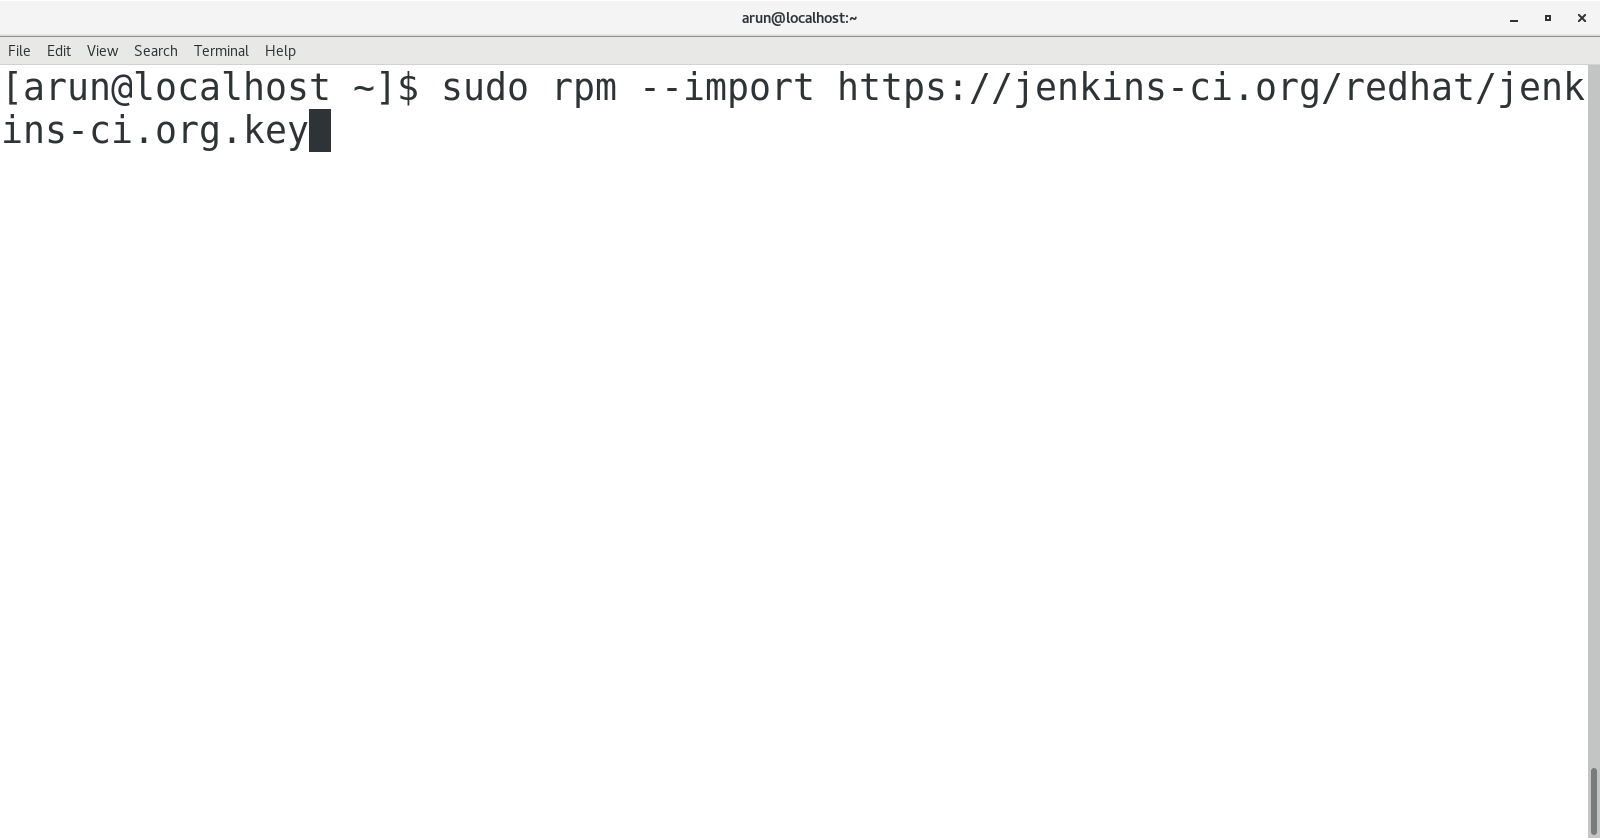 arun@localhost:~
File Edit View Search Terminal Help
[arun@localhost ~]$ sudo rpm --import https://jenkins-ci.org/redhat/jenk
ins-ci.org.key